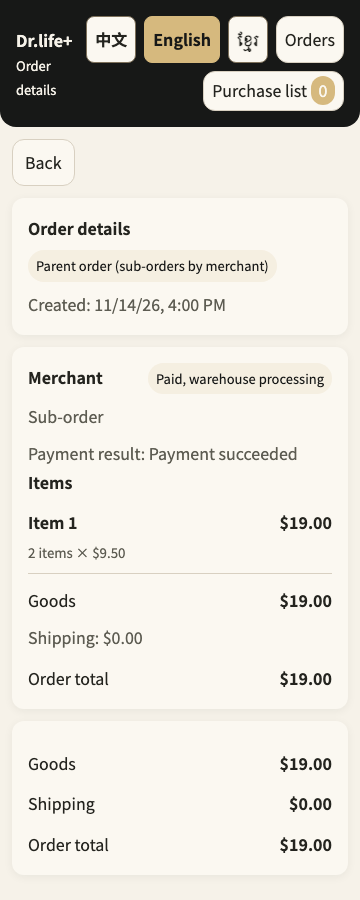 Dr.life+
Order details
中文
English
ខ្មែរ
Orders
Purchase list 0
Back
Order details
Parent order (sub-orders by merchant)
Created: 11/14/26, 4:00 PM
Merchant Paid, warehouse processing
Sub-order
Payment result: Payment succeeded
Items
Item 1 $19.00
2 items × $9.50
Goods $19.00
Shipping: $0.00
Order total $19.00
Goods $19.00
Shipping $0.00
Order total $19.00